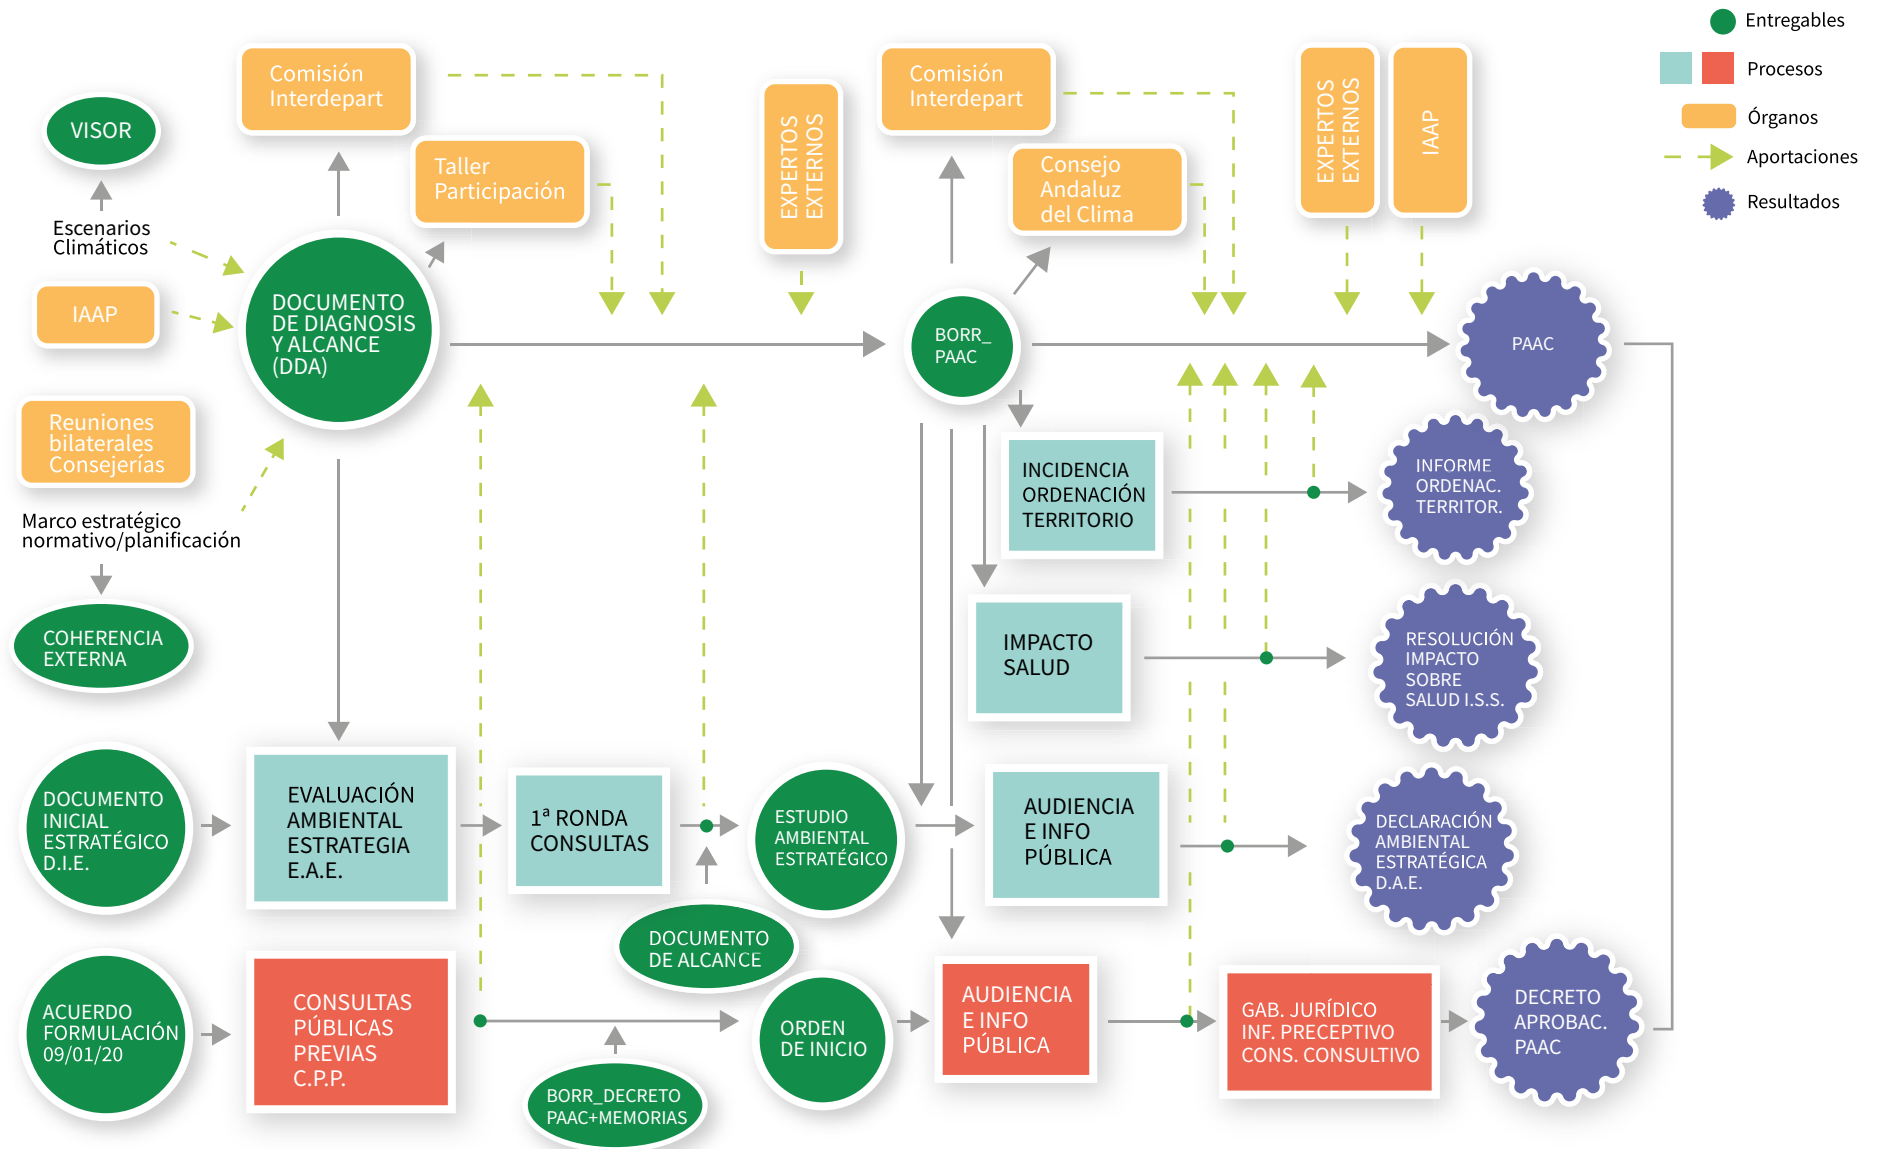 Entregables
Procesos
Órganos
Aportaciones
Resultados
Comisión
Interdepart
VISOR
Taller
Participación
EXPERTOS
EXTERNOS
Comisión
Interdepart
Consejo
Andaluz
del Clima
EXPERTOS
EXTERNOS
IAAP
Escenarios
Climáticos
IAAP
DOCUMENTO
DE DIAGNOSIS
Y ALCANCE
(DDA)
BORR_
PAAC
PAAC
Reuniones
bilaterales
Consejerías
Marco estratégico
normativo/planificación
COHERENCIA
EXTERNA
INCIDENCIA
ORDENACIÓN
TERRITORIO
INFORME
ORDENAC.
TERRITOR.
IMPACTO
SALUD
RESOLUCIÓN
IMPACTO
SOBRE
SALUD I.S.S.
DOCUMENTO
INICIAL
ESTRATÉGICO
D.I.E.
EVALUACIÓN
AMBIENTAL
ESTRATEGIA
E.A.E.
1ª RONDA
CONSULTAS
ESTUDIO
AMBIENTAL
ESTRATÉGICO
AUDIENCIA
E INFO
PÚBLICA
DECLARACIÓN
AMBIENTAL
ESTRATÉGICA
D.A.E.
DOCUMENTO
DE ALCANCE
ACUERDO
FORMULACIÓN
09/01/20
CONSULTAS
PÚBLICAS
PREVIAS
C.P.P.
BORR_DECRETO
PAAC+MEMORIAS
ORDEN
DE INICIO
AUDIENCIA
E INFO
PÚBLICA
GAB. JURÍDICO
INF. PRECEPTIVO
CONS. CONSULTIVO
DECRETO
APROBAC.
PAAC